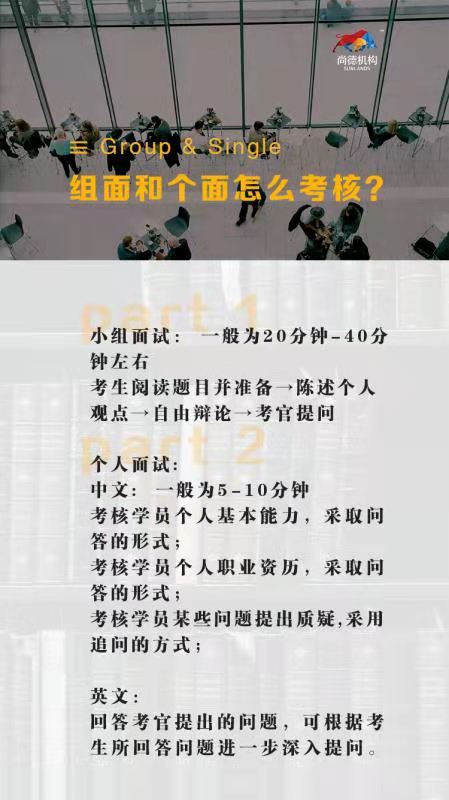 尚德机构
SUNLANDS
Group & Single
组面和个面怎么考核?
part 1
小组面试: 一般为20分钟-40分
钟左右
考生阅读题目并准备→陈述个人
观点→自由辩论→考官提问
part 2
个人面试:
中文: 一般为5-10分钟
考核学员个人基本能力，采取问
答的形式；
考核学员个人职业资历，采取问
答的形式；
考核学员某些问题提出质疑,采用
追问的方式；
英文:
回答考官提出的问题，可根据考
生所回答问题进一步深入提问。